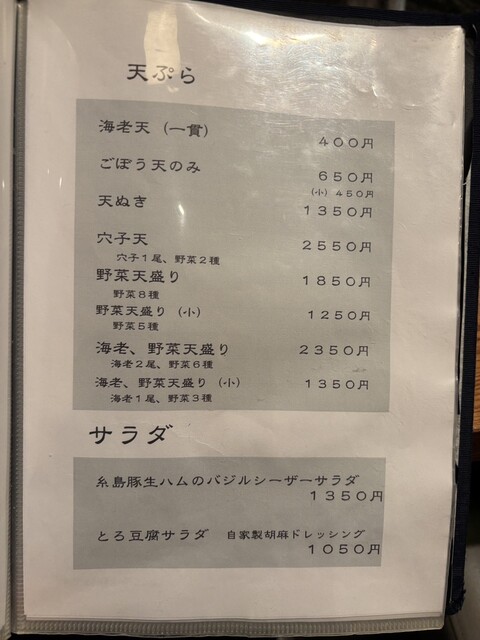 天ぷら
海老天（一貫） 400円
ごぼう天のみ 650円
（小）450円
天ぬき 1350円
穴子天 2550円
穴子1尾、野菜2種
野菜天盛り 1850円
野菜8種
野菜天盛り（小） 1250円
野菜5種
海老、野菜天盛り 2350円
海老2尾、野菜6種
海老、野菜天盛り（小） 1350円
海老1尾、野菜3種
サラダ
糸島豚生ハムのバジルシーザーサラダ
1350円
とろ豆腐サラダ 自家製胡麻ドレッシング
1050円